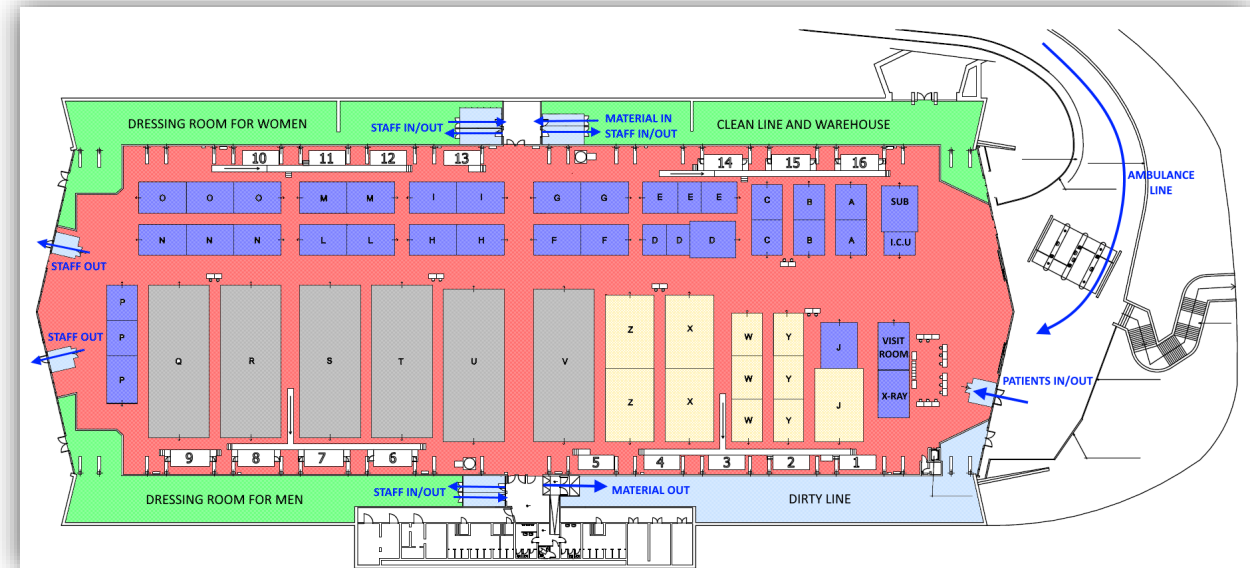 DRESSING ROOM FOR WOMEN
STAFF IN/OUT
MATERIAL IN
STAFF IN/OUT
CLEAN LINE AND WAREHOUSE
AMBULANCE
LINE
10 11 12 13 14 15 16
O O O M M I I G G E E E C B A SUB
N N N L L H H F F D D D C B A I.C.U
STAFF OUT
STAFF OUT
P
P
P
Q R S T U V
Z X
Z X
W Y
W Y
W Y
J
J
VISIT
ROOM
X-RAY
PATIENTS IN/OUT
9 8 7 6 5 4 3 2 1
DRESSING ROOM FOR MEN
STAFF IN/OUT
MATERIAL OUT
DIRTY LINE